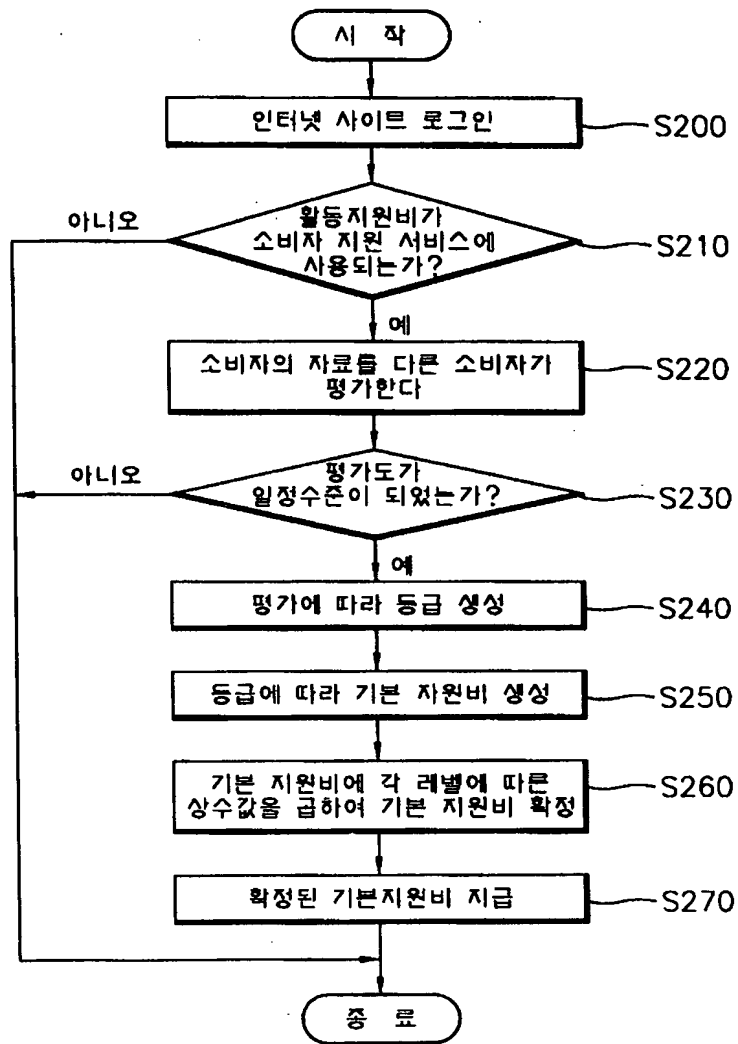 시 작
인터넷 사이트 로그인
S200
아니오
활동지원비가
소비자 지원 서비스에
사용되는가?
S210
예
소비자의 자료를 다른 소비자가
평가한다
S220
아니오
평가도가
일정수준이 되었는가?
S230
예
평가에 따라 등급 생성
S240
등급에 따라 기본 자원비 생성
S250
기본 지원비에 각 레벨에 따른
상수값을 급하여 기본 지원비 확정
S260
확정된 기본지원비 지급
S270
종 료